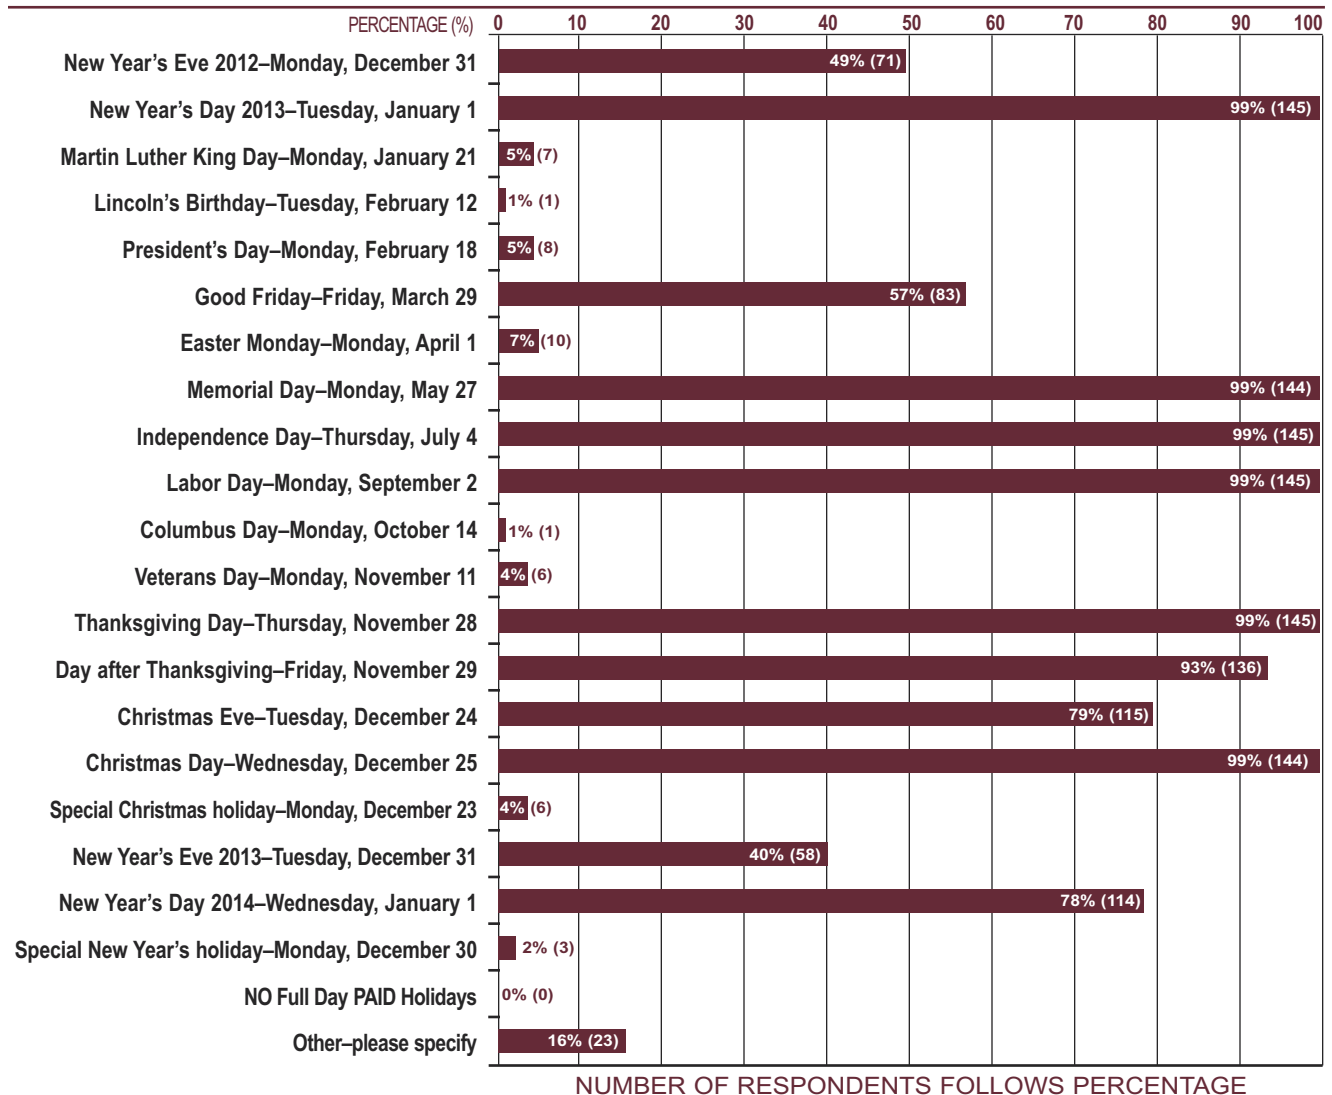 PERCENTAGE (%) 0 10 20 30 40 50 60 70 80 90 100
New Year’s Eve 2012–Monday, December 31 49% (71)
New Year’s Day 2013–Tuesday, January 1 99% (145)
Martin Luther King Day–Monday, January 21 5% (7)
Lincoln’s Birthday–Tuesday, February 12 1% (1)
President’s Day–Monday, February 18 5% (8)
Good Friday–Friday, March 29 57% (83)
Easter Monday–Monday, April 1 7% (10)
Memorial Day–Monday, May 27 99% (144)
Independence Day–Thursday, July 4 99% (145)
Labor Day–Monday, September 2 99% (145)
Columbus Day–Monday, October 14 1% (1)
Veterans Day–Monday, November 11 4% (6)
Thanksgiving Day–Thursday, November 28 99% (145)
Day after Thanksgiving–Friday, November 29 93% (136)
Christmas Eve–Tuesday, December 24 79% (115)
Christmas Day–Wednesday, December 25 99% (144)
Special Christmas holiday–Monday, December 23 4% (6)
New Year’s Eve 2013–Tuesday, December 31 40% (58)
New Year’s Day 2014–Wednesday, January 1 78% (114)
Special New Year’s holiday–Monday, December 30 2% (3)
NO Full Day PAID Holidays 0% (0)
Other–please specify 16% (23)
NUMBER OF RESPONDENTS FOLLOWS PERCENTAGE